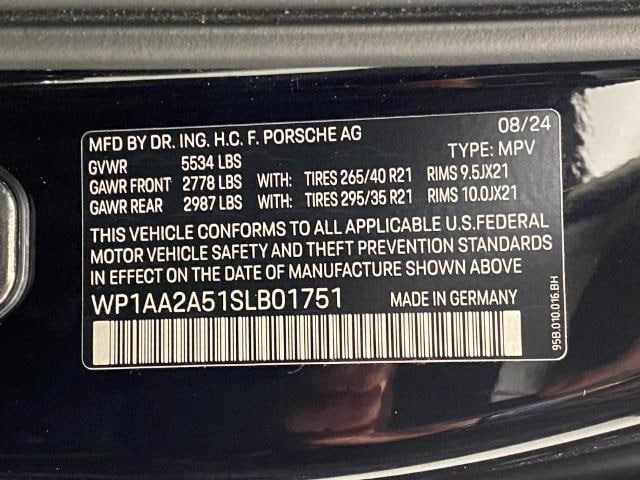 MFD BY DR. ING. H.C. F. PORSCHE AG 08/24
GVWR 5534 LBS TYPE: MPV
GAWR FRONT 2778 LBS WITH: TIRES 265/40 R21 RIMS 9.5JX21
GAWR REAR 2987 LBS WITH: TIRES 295/35 R21 RIMS 10.0JX21
THIS VEHICLE CONFORMS TO ALL APPLICABLE U.S.FEDERAL
MOTOR VEHICLE SAFETY AND THEFT PREVENTION STANDARDS
IN EFFECT ON THE DATE OF MANUFACTURE SHOWN ABOVE
WP1AA2A51SLB01751 MADE IN GERMANY
95B.010.016.BH